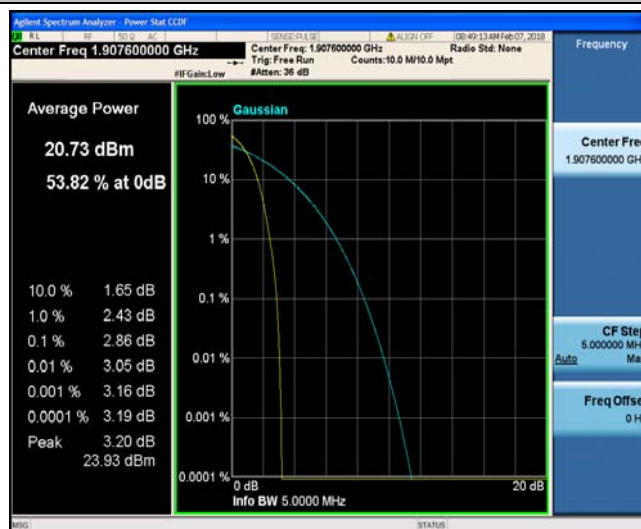 Agilent Spectrum Analyzer - Power Stat CCDF
RL RF 50 Ω AC SENSE:PULSE ALIGN OFF 08:49:13 AM Feb 07, 2018
Center Freq 1.907600000 GHz
Center Freq: 1.907600000 GHz Radio Std: None
Trig: Free Run Counts:10.0 M/10.0 Mpt
#IFGain:Low #Atten: 36 dB
Frequency
Average Power
20.73 dBm
53.82 % at 0dB
10.0 % 1.65 dB
1.0 % 2.43 dB
0.1 % 2.86 dB
0.01 % 3.05 dB
0.001 % 3.16 dB
0.0001 % 3.19 dB
Peak 3.20 dB
23.93 dBm
Gaussian
100 %
10 %
1 %
0.1 %
0.01 %
0.001 %
0.0001 %
0 dB 20 dB
Info BW 5.0000 MHz
Center Fre
1.907600000 GH
CF Step
5.000000 MH
Auto Ma
Freq Offse
0 H
MSG STATUS